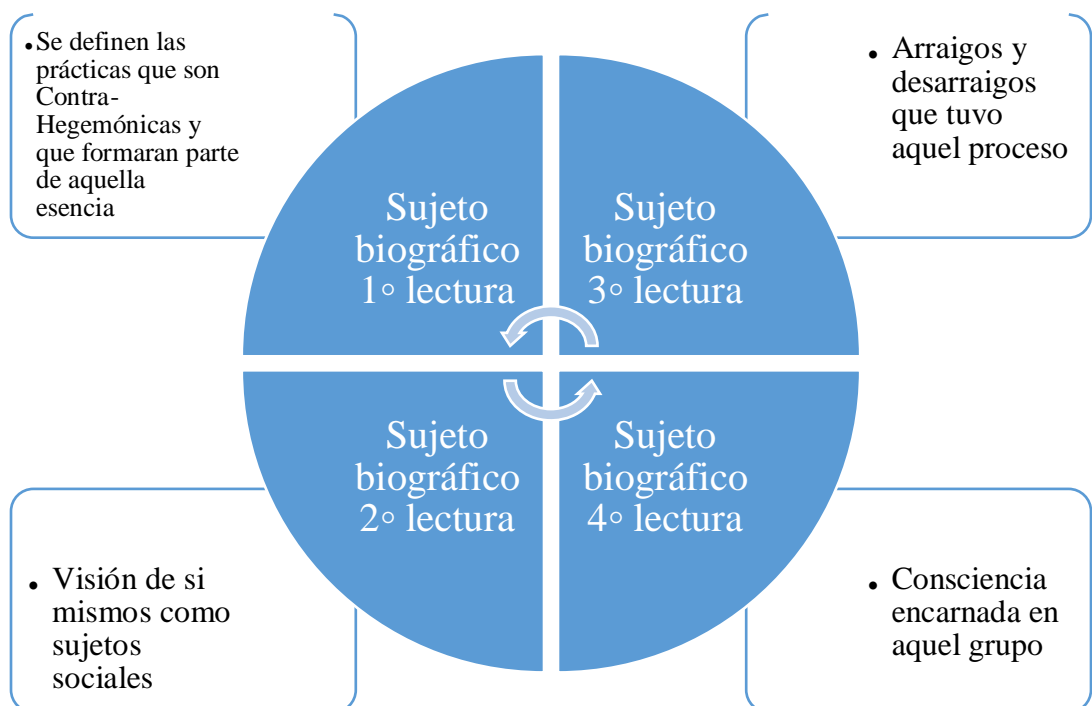 •Se definen las
prácticas que son
Contra-
Hegemónicas y
que formaran parte
de aquella
esencia
• Arraigos y
desarraigos
que tuvo
aquel proceso
Sujeto
biográfico
1◦ lectura
Sujeto
biográfico
3◦ lectura
Sujeto
biográfico
2◦ lectura
Sujeto
biográfico
4◦ lectura
• Visión de si
mismos como
sujetos
sociales
• Consciencia
encarnada en
aquel grupo